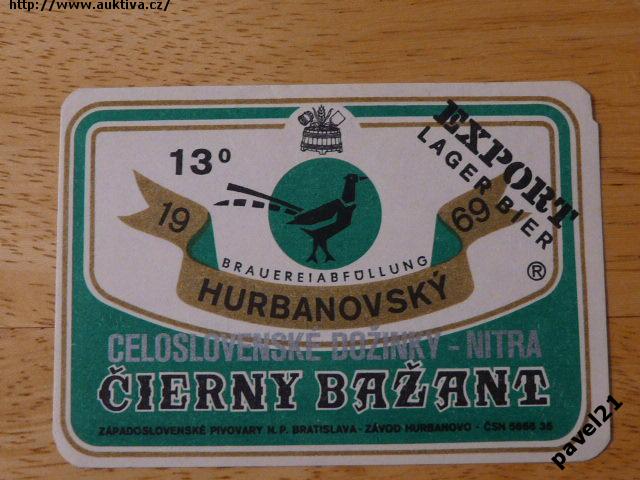 http://www.auktiva.cz/
EXPORT
LAGER BIER
13°
19 69
BRAUEREIABFÜLLUNG
HURBANOVSKÝ
®
CELOSLOVENSKÉ DOŽINKY - NITRA
ČIERNY BAŽANT
ZÁPADOSLOVENSKÉ PIVOVARY N. P. BRATISLAVA - ZÁVOD HURBANOVO - ČSN 5666 35
pavel21